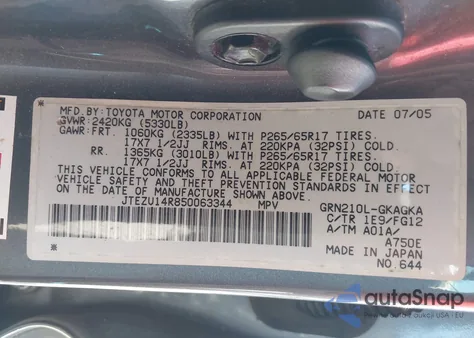 MFD.BY:TOYOTA MOTOR CORPORATION DATE 07/05
GVWR:2420KG (5330LB)
GAWR:FRT. 1060KG (2335LB) WITH P265/65R17 TIRES.
17X7 1/2JJ RIMS. AT 220KPA (32PSI) COLD.
RR. 1365KG (3010LB) WITH P265/65R17 TIRES.
17X7 1/2JJ RIMS. AT 220KPA (32PSI) COLD.
THIS VEHICLE CONFORMS TO ALL APPLICABLE FEDERAL MOTOR
VEHICLE SAFETY AND THEFT PREVENTION STANDARDS IN EFFECT
ON THE DATE OF MANUFACTURE SHOWN ABOVE.
JTEZU14R850063344 MPV GRN210L-GKAGKA
C/TR 1E9/FG12
A/TM A01A/
A750E
MADE IN JAPAN
NO.644
autoSnap